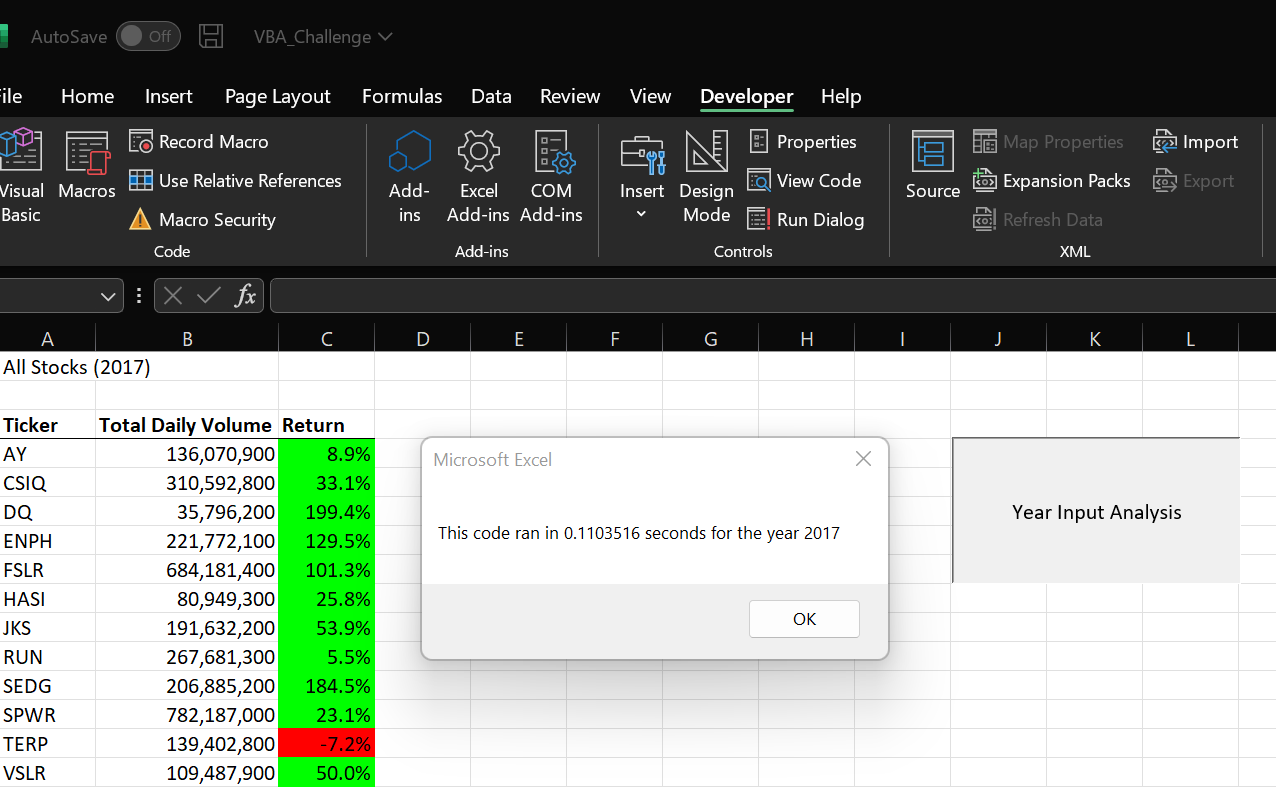 AutoSave Off VBA_Challenge
File Home Insert Page Layout Formulas Data Review View Developer Help
Visual Basic
Macros
Record Macro
Use Relative References
Macro Security
Code
Add-ins
Excel Add-ins
COM Add-ins
Add-ins
Insert
Design Mode
Properties
View Code
Run Dialog
Controls
Source
Map Properties
Expansion Packs
Refresh Data
Import
Export
XML
fx
A B C D E F G H I J K L
All Stocks (2017)
Ticker Total Daily Volume Return
AY 136,070,900 8.9%
CSIQ 310,592,800 33.1%
DQ 35,796,200 199.4%
ENPH 221,772,100 129.5%
FSLR 684,181,400 101.3%
HASI 80,949,300 25.8%
JKS 191,632,200 53.9%
RUN 267,681,300 5.5%
SEDG 206,885,200 184.5%
SPWR 782,187,000 23.1%
TERP 139,402,800 -7.2%
VSLR 109,487,900 50.0%
Microsoft Excel
This code ran in 0.1103516 seconds for the year 2017
OK
Year Input Analysis